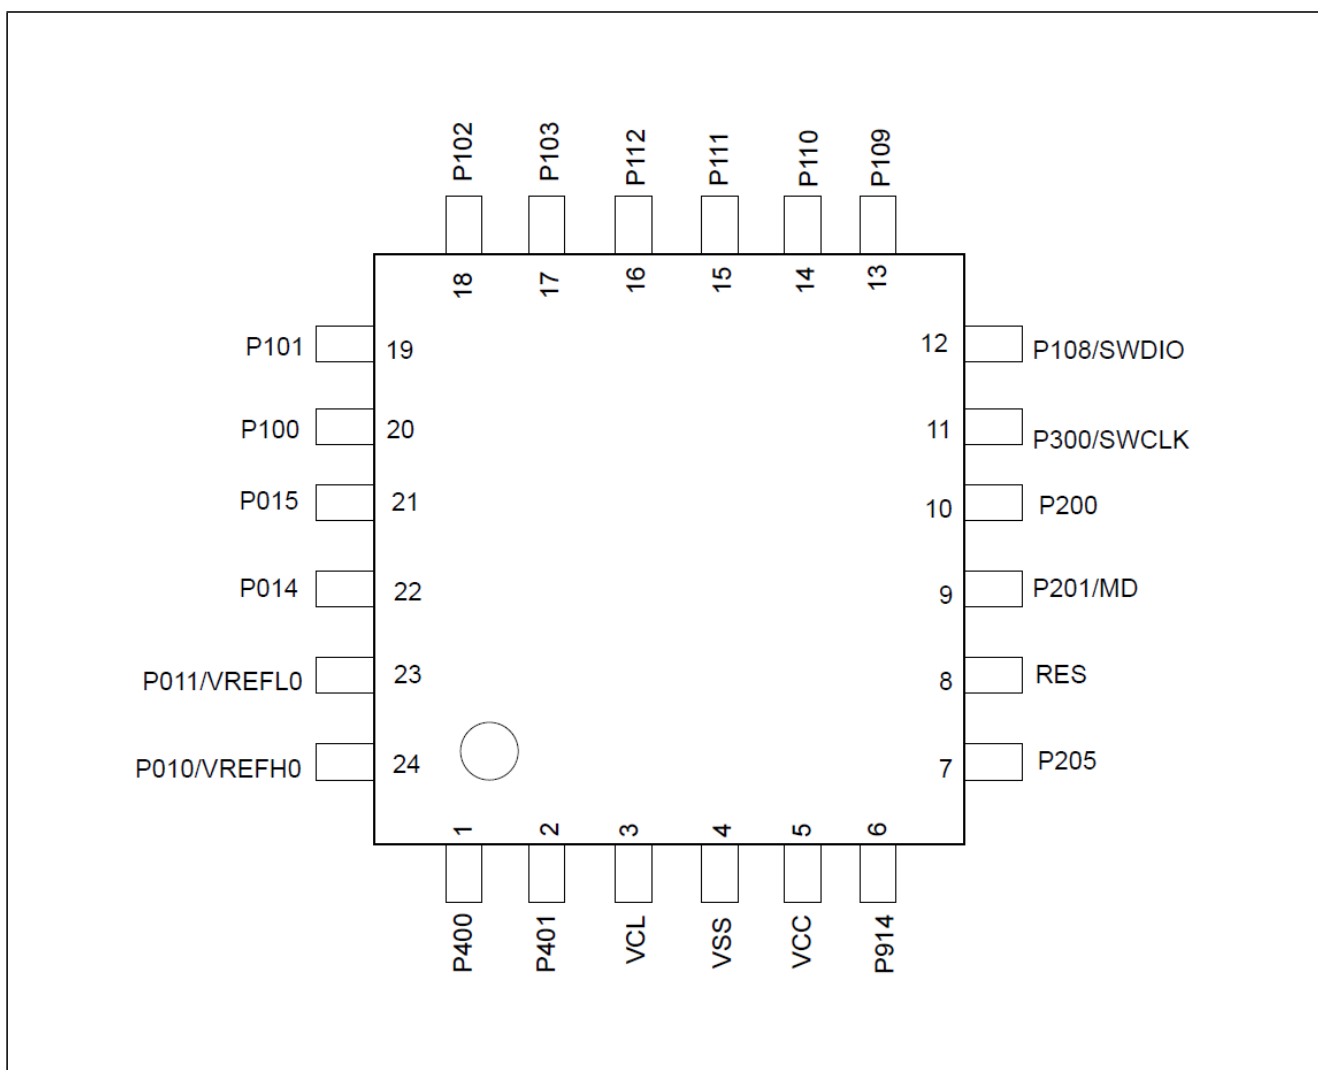 P102 P103 P112 P111 P110 P109
18 17 16 15 14 13
P101 19 12 P108/SWDIO
P100 20 11 P300/SWCLK
P015 21 10 P200
P014 22 9 P201/MD
P011/VREFL0 23 8 RES
P010/VREFH0 24 7 P205
1 2 3 4 5 6
P400 P401 VCL VSS VCC P914